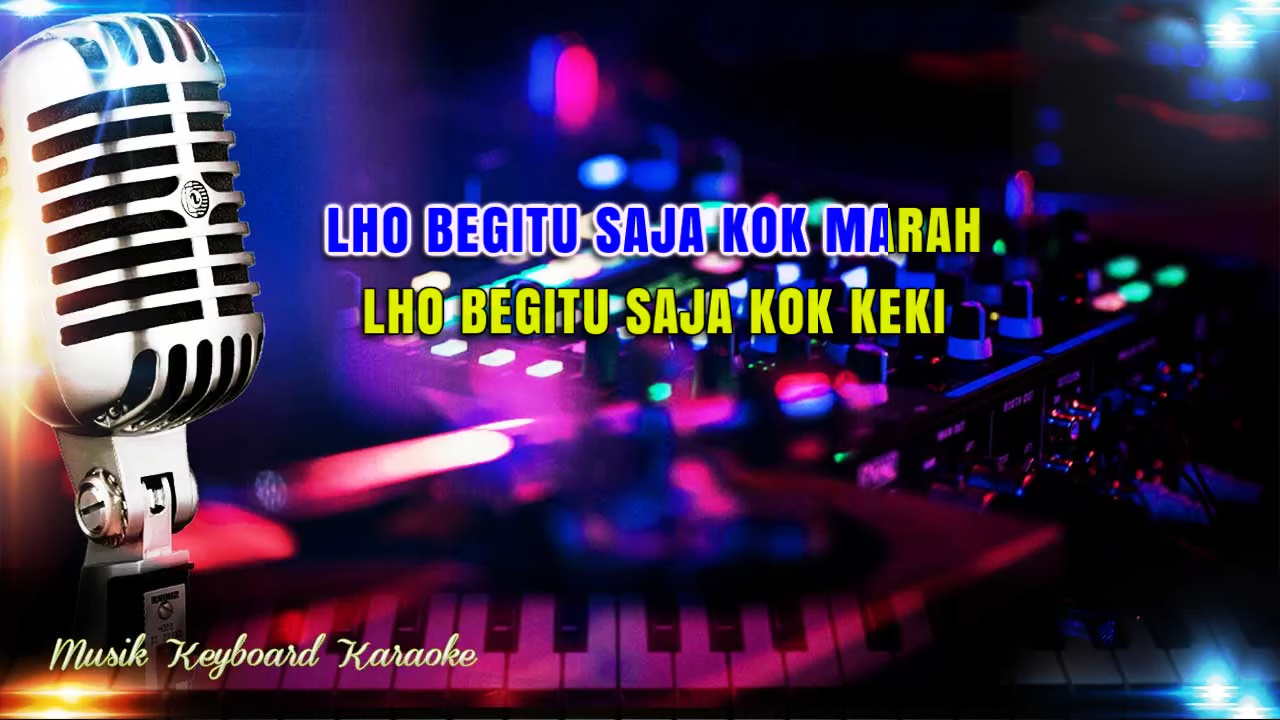 LHO BEGITU SAJA KOK MARAH
LHO BEGITU SAJA KOK KEKI
Musik Keyboard Karaoke